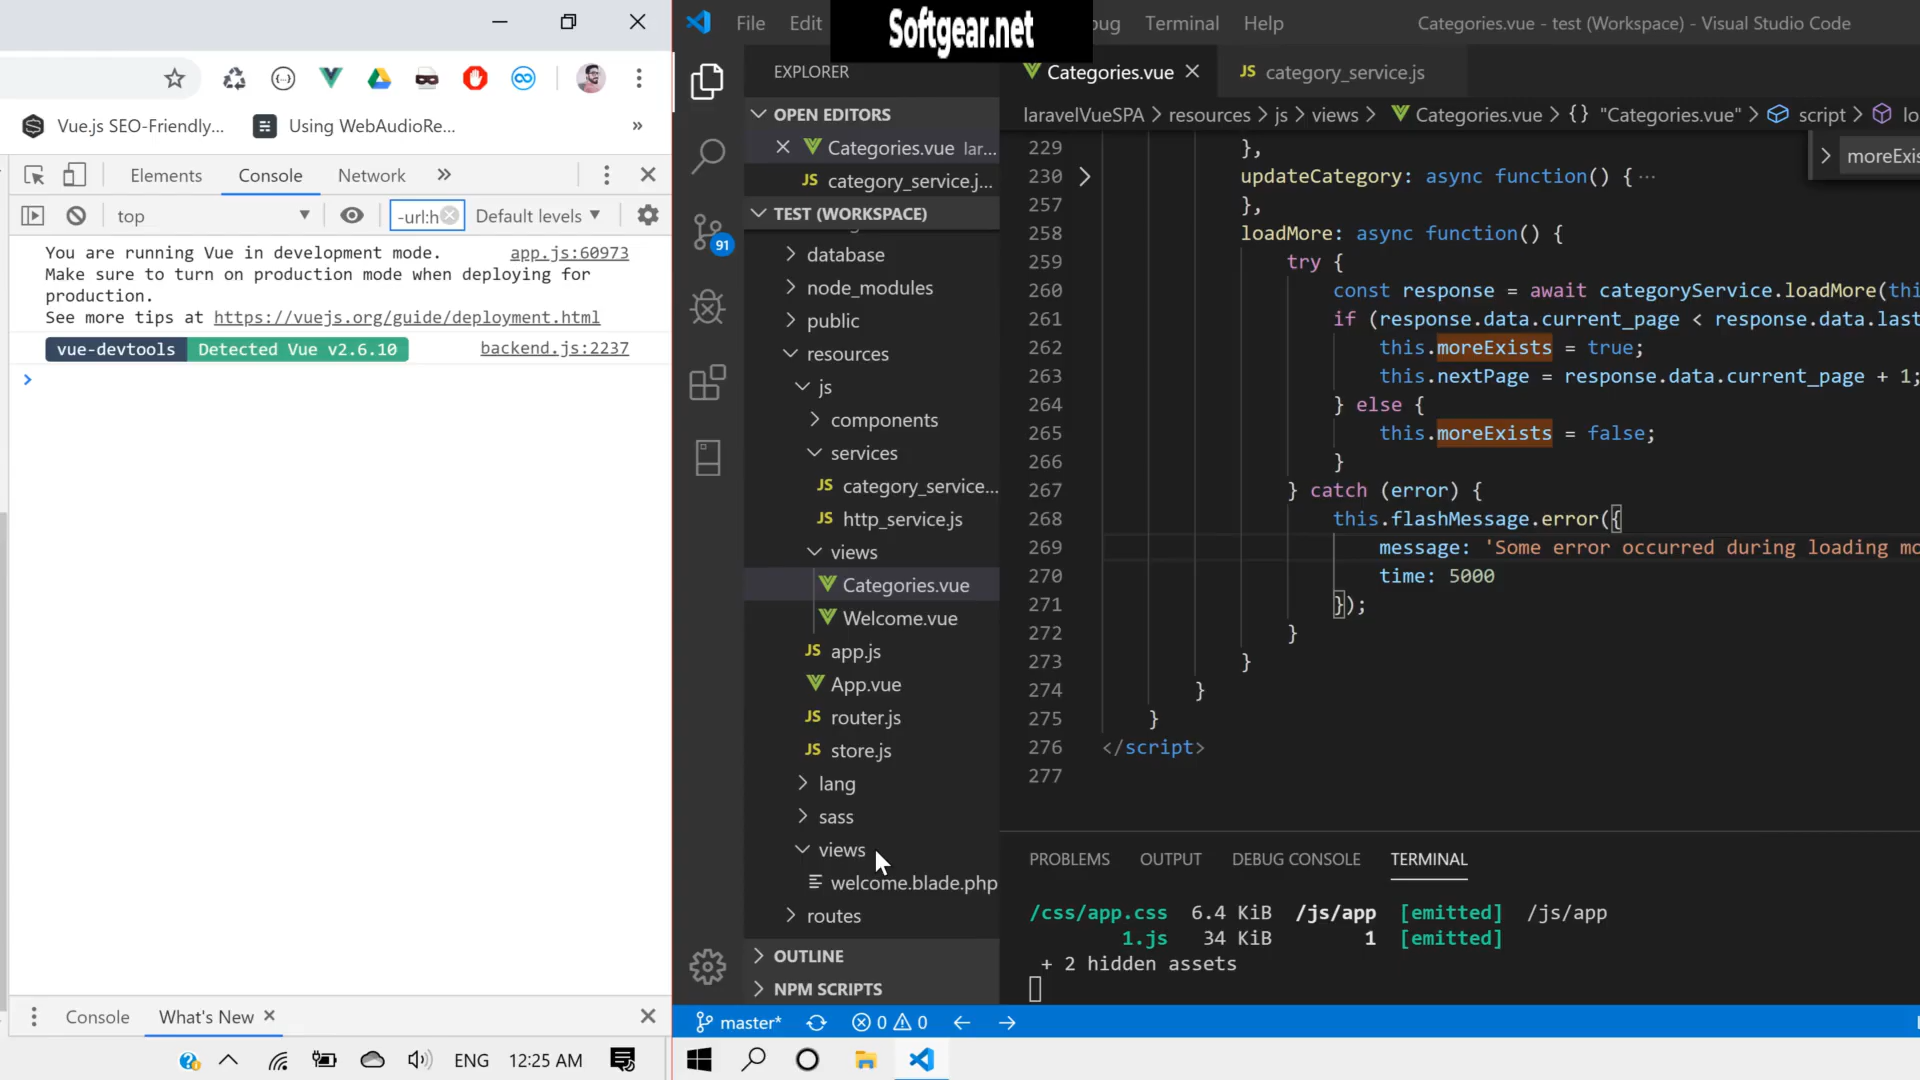 Softgear.net
File Edit
ug Terminal Help
Categories.vue - test (Workspace) - Visual Studio Code
Vue.js SEO-Friendly...
Using WebAudioRe...
»
Elements
Console
Network
»
top
-url:h
Default levels
You are running Vue in development mode.
app.js:60973
Make sure to turn on production mode when deploying for
production.
See more tips at https://vuejs.org/guide/deployment.html
vue-devtools Detected Vue v2.6.10
backend.js:2237
Console
What's New
ENG
12:25 AM
EXPLORER
OPEN EDITORS
Categories.vue lar...
JS category_service.j...
TEST (WORKSPACE)
91
database
node_modules
public
resources
js
components
services
JS category_service...
JS http_service.js
views
Categories.vue
Welcome.vue
JS app.js
App.vue
JS router.js
JS store.js
lang
sass
views
welcome.blade.php
routes
OUTLINE
NPM SCRIPTS
master*
0
0
Categories.vue
JS category_service.js
laravelVueSPA > resources > js > views > Categories.vue > {} "Categories.vue" > script > lo
moreExis
229 },
230 updateCategory: async function() {···
257 },
258 loadMore: async function() {
259 try {
260 const response = await categoryService.loadMore(thi
261 if (response.data.current_page < response.data.last
262 this.moreExists = true;
263 this.nextPage = response.data.current_page + 1;
264 } else {
265 this.moreExists = false;
266 }
267 } catch (error) {
268 this.flashMessage.error({
269 message: 'Some error occurred during loading mo
270 time: 5000
271 });
272 }
273 }
274 }
275 }
276 </script>
277
PROBLEMS
OUTPUT
DEBUG CONSOLE
TERMINAL
/css/app.css 6.4 KiB /js/app [emitted] /js/app
1.js 34 KiB 1 [emitted]
+ 2 hidden assets